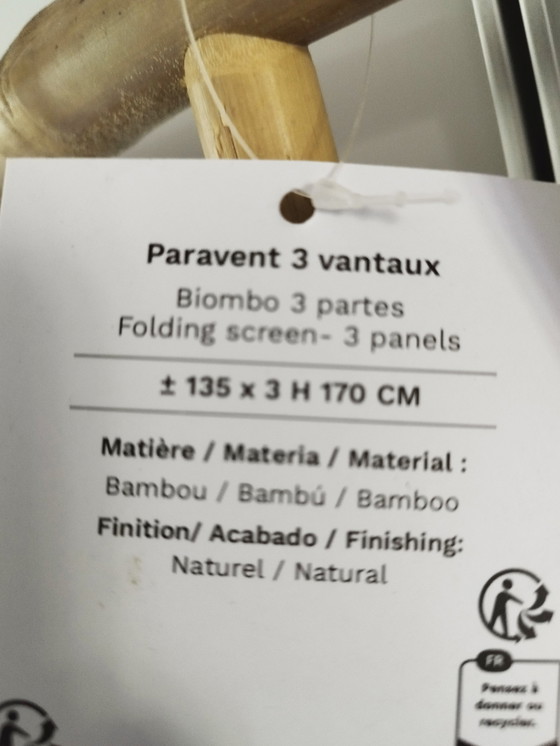 Paravent 3 vantaux
Biombo 3 partes
Folding screen- 3 panels
± 135 x 3 H 170 CM
Matière / Materia / Material :
Bambou / Bambú / Bamboo
Finition/ Acabado / Finishing:
Naturel / Natural
FR
Pensez à
donner ou
recycler.